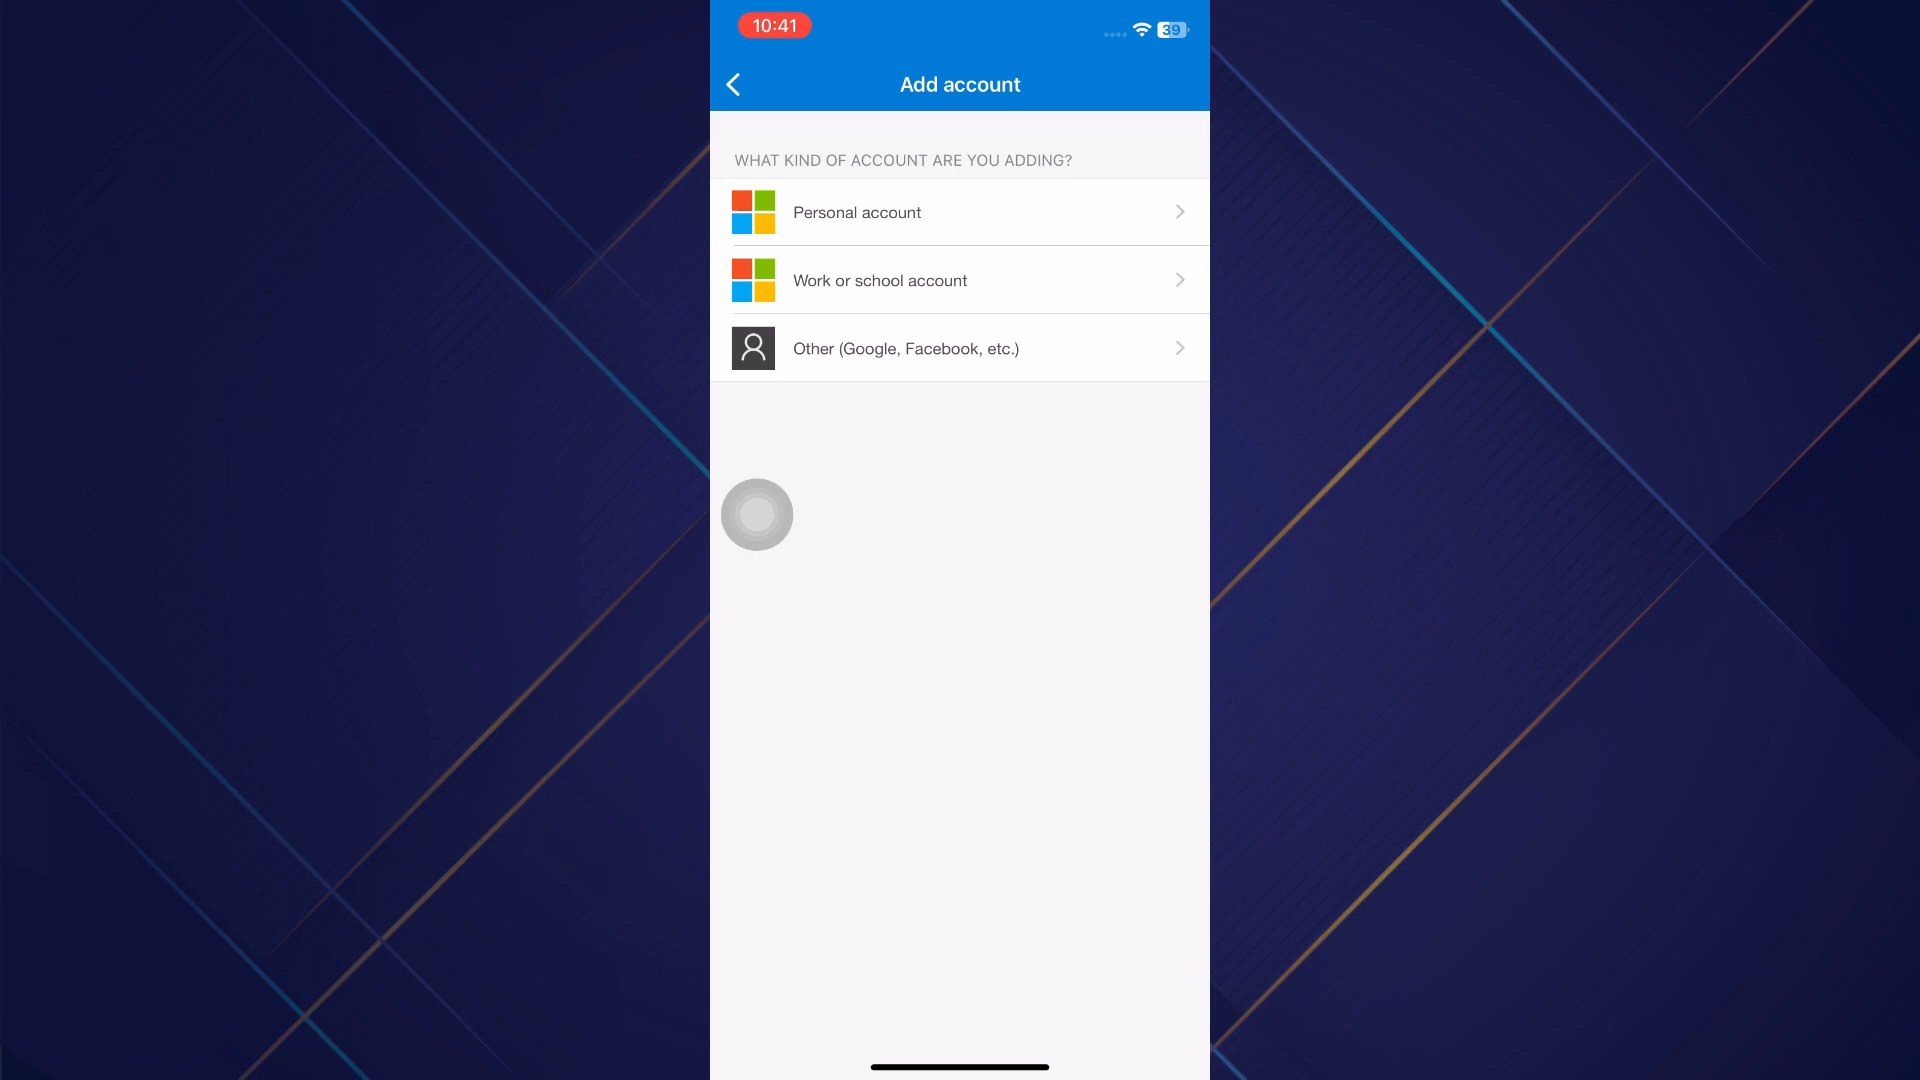 10:41
39
Add account
WHAT KIND OF ACCOUNT ARE YOU ADDING?
Personal account
Work or school account
Other (Google, Facebook, etc.)